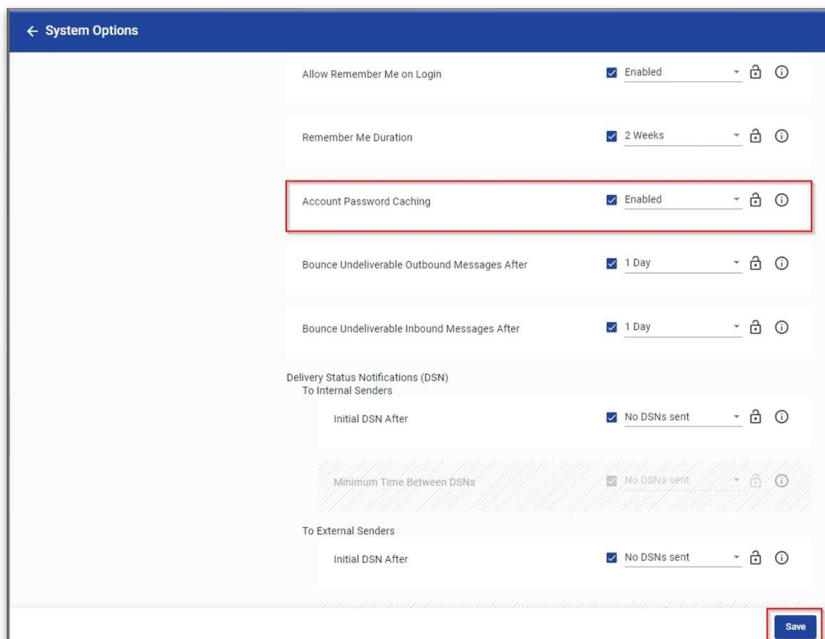 System Options
Allow Remember Me on Login Enabled
Remember Me Duration 2 Weeks
Account Password Caching Enabled
Bounce Undeliverable Outbound Messages After 1 Day
Bounce Undeliverable Inbound Messages After 1 Day
Delivery Status Notifications (DSN)
To Internal Senders
Initial DSN After No DSNs sent
Minimum Time Between DSNs No DSNs sent
To External Senders
Initial DSN After No DSNs sent
Save